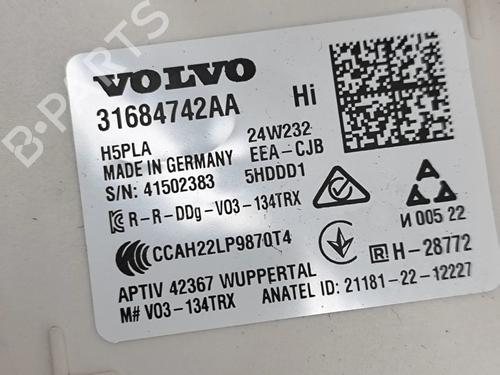 VOLVO
31684742AA Hi
H5PLA 24W232
MADE IN GERMANY EEA-CJB
S/N: 41502383 5HDDD1
R-R-DDg-V03-134TRX
И 005 22
CCC CCAH22LP9870T4
R H-28772
APTIV 42367 WUPPERTAL
M# V03-134TRX ANATEL ID: 21181-22-12227
B-PARTS